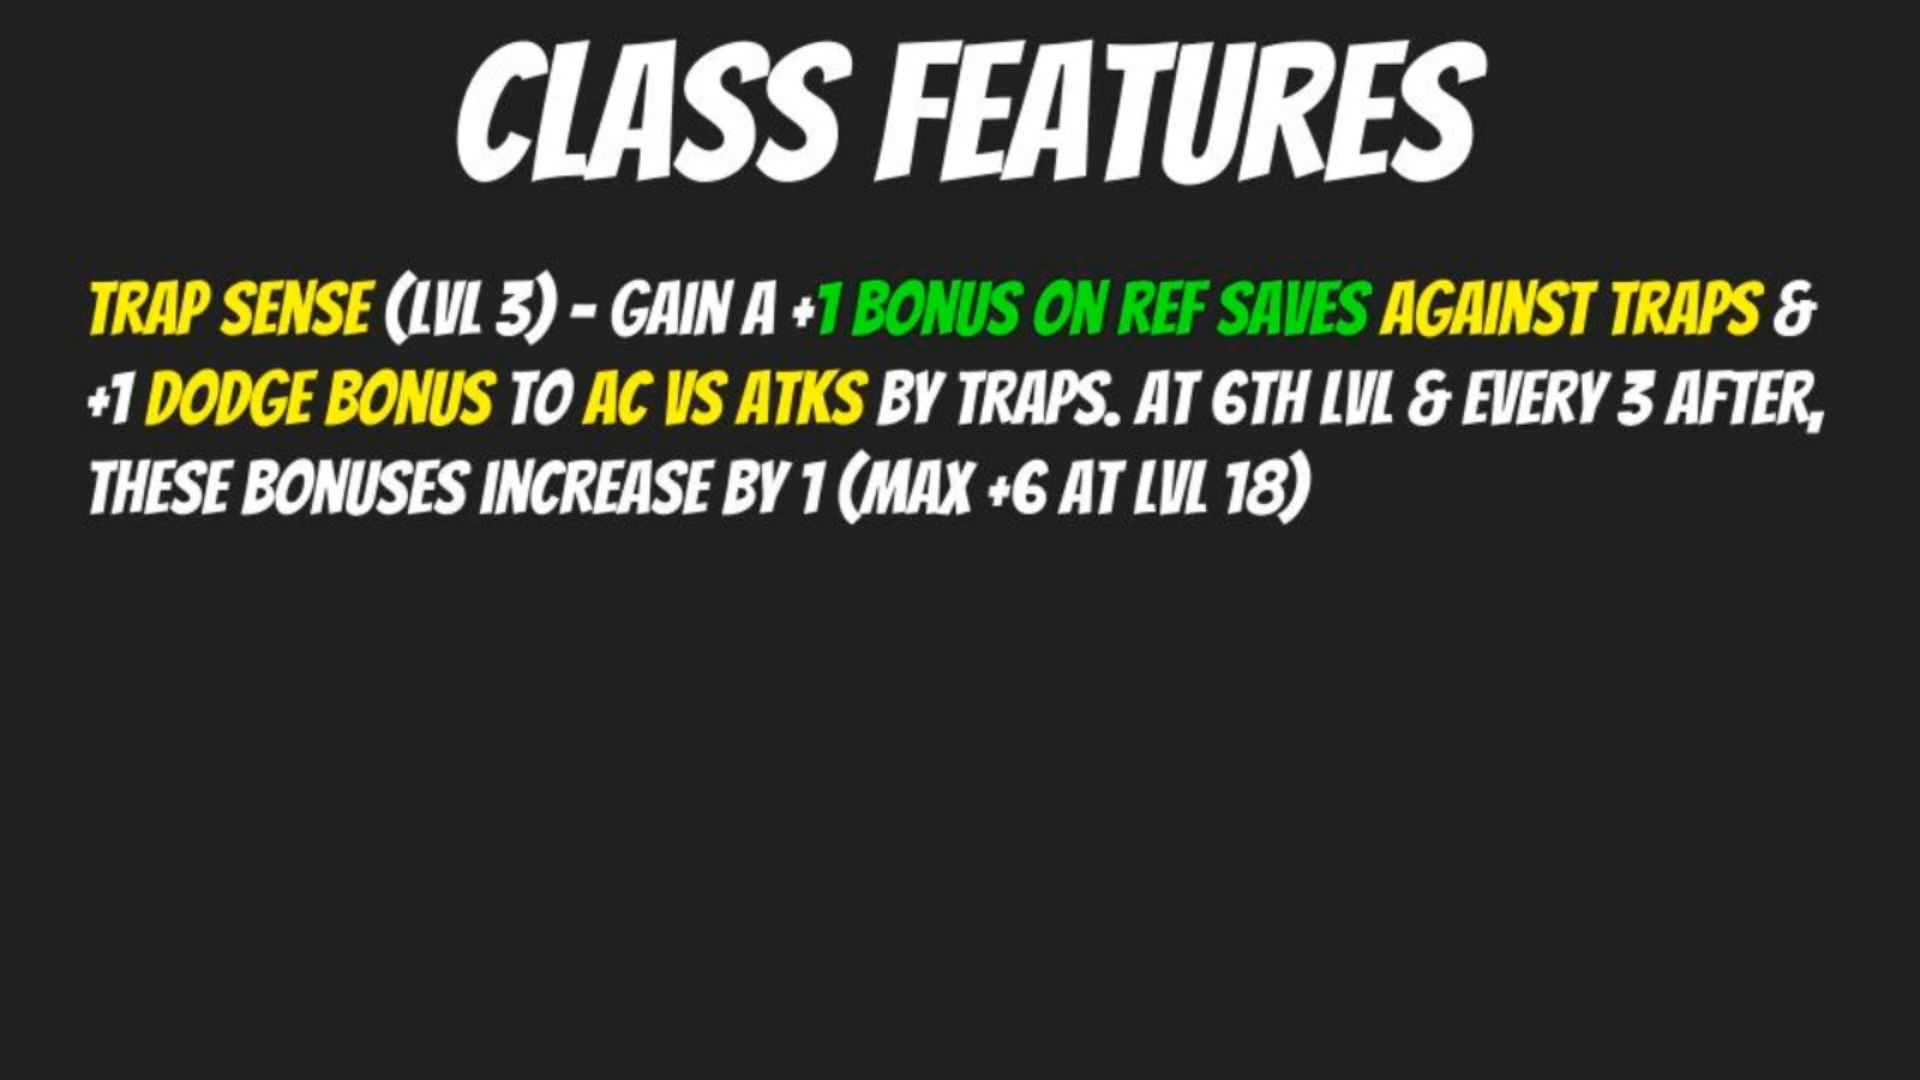 CLASS FEATURES
TRAP SENSE (LVL 3) - GAIN A +1 BONUS ON REF SAVES AGAINST TRAPS &
+1 DODGE BONUS TO AC VS ATKS BY TRAPS. AT 6TH LVL & EVERY 3 AFTER,
THESE BONUSES INCREASE BY 1 (MAX +6 AT LVL 18)